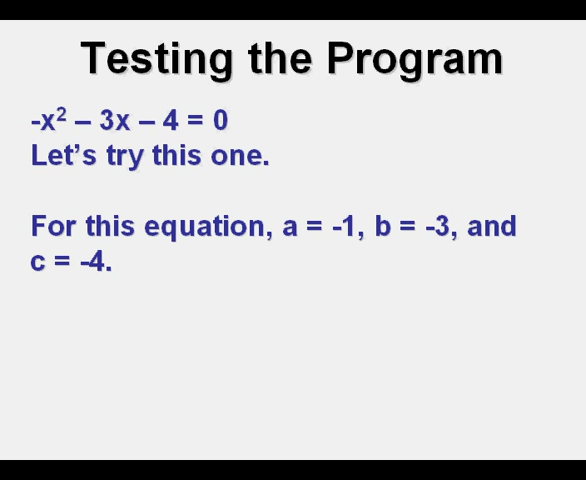 Testing the Program
-x² – 3x – 4 = 0
Let’s try this one.
For this equation, a = -1, b = -3, and
c = -4.